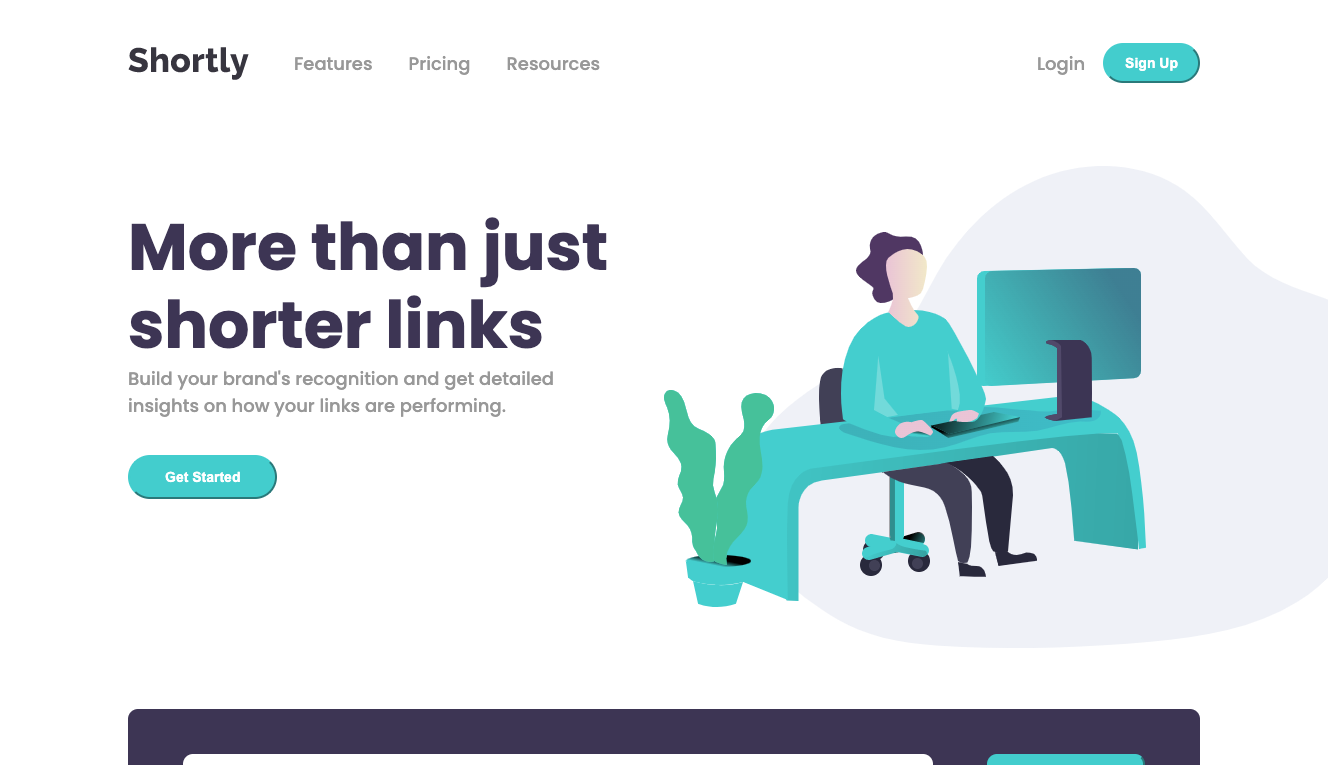 Shortly
Features
Pricing
Resources
Login
Sign Up
More than just
shorter links
Build your brand's recognition and get detailed
insights on how your links are performing.
Get Started